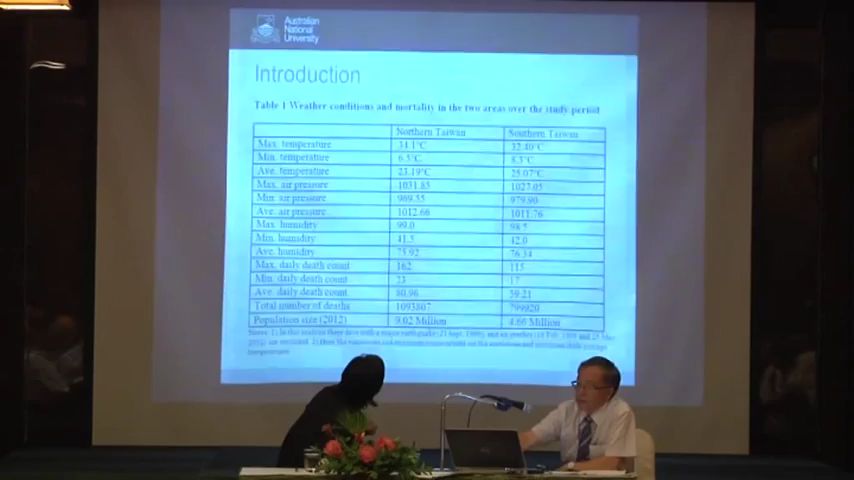 Australian
National
University
Introduction
Table 1 Weather conditions and mortality in the two areas over the study period
Northern Taiwan Southern Taiwan
Max. temperature 34.1°C 32.40°C
Min. temperature 6.5°C 8.3°C
Ave. temperature 23.19°C 25.07°C
Max. air pressure 1031.85 1027.05
Min. air pressure 969.55 979.90
Ave. air pressure 1012.66 1011.76
Max. humidity 99.0 98.5
Min. humidity 41.5 42.0
Ave. humidity 75.92 76.34
Max. daily death count 162 115
Min. daily death count 23 17
Ave. daily death count 80.96 59.21
Total number of deaths 1093807 799920
Population size (2012) 9.02 Million 4.66 Million